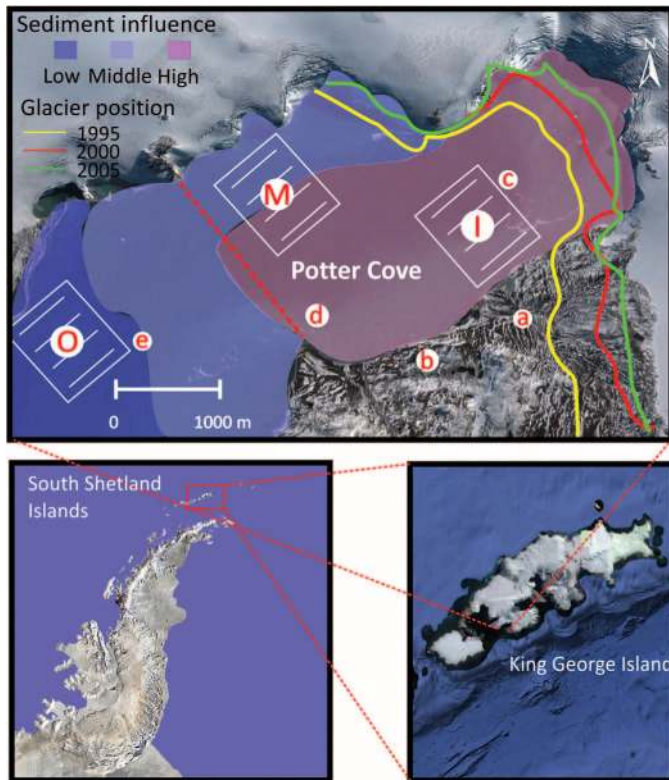 Sediment influence
Low Middle High
Glacier position
1995
2000
2005
N
M
c
I
Potter Cove
d
a
O
e
b
0 1000 m
South Shetland
Islands
King George Island